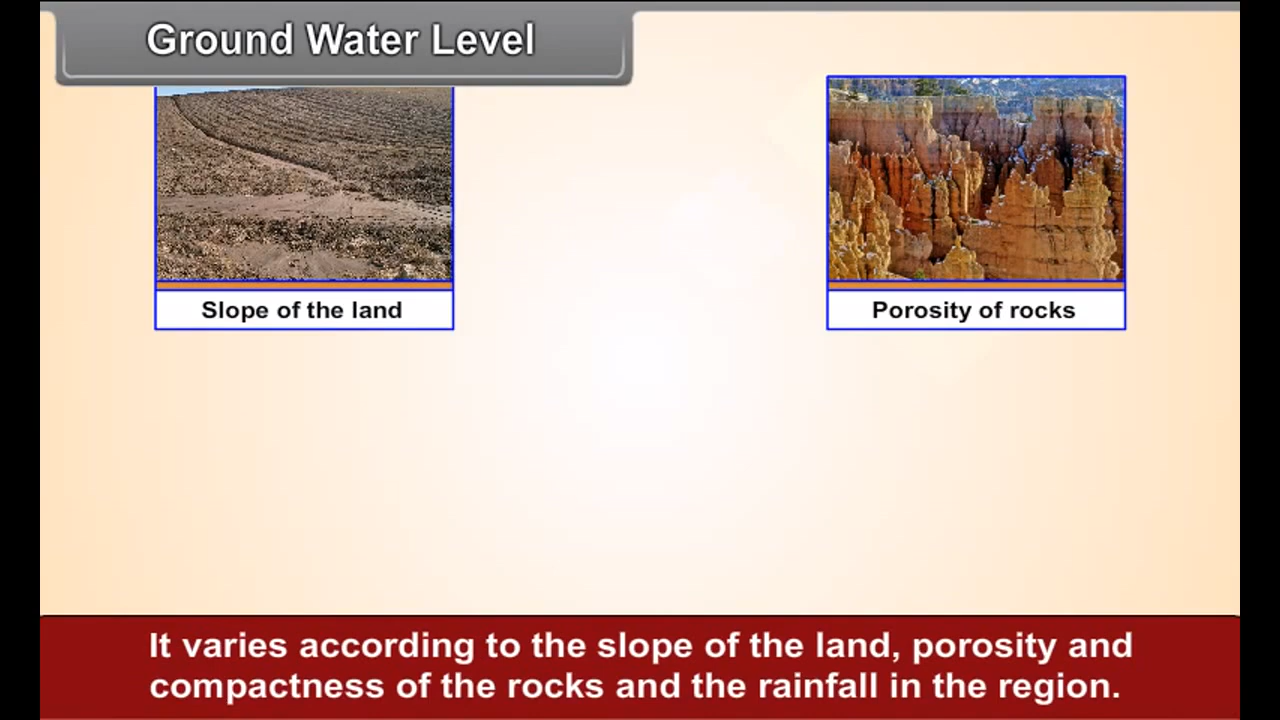 Ground Water Level
Slope of the land
Porosity of rocks
It varies according to the slope of the land, porosity and
compactness of the rocks and the rainfall in the region.